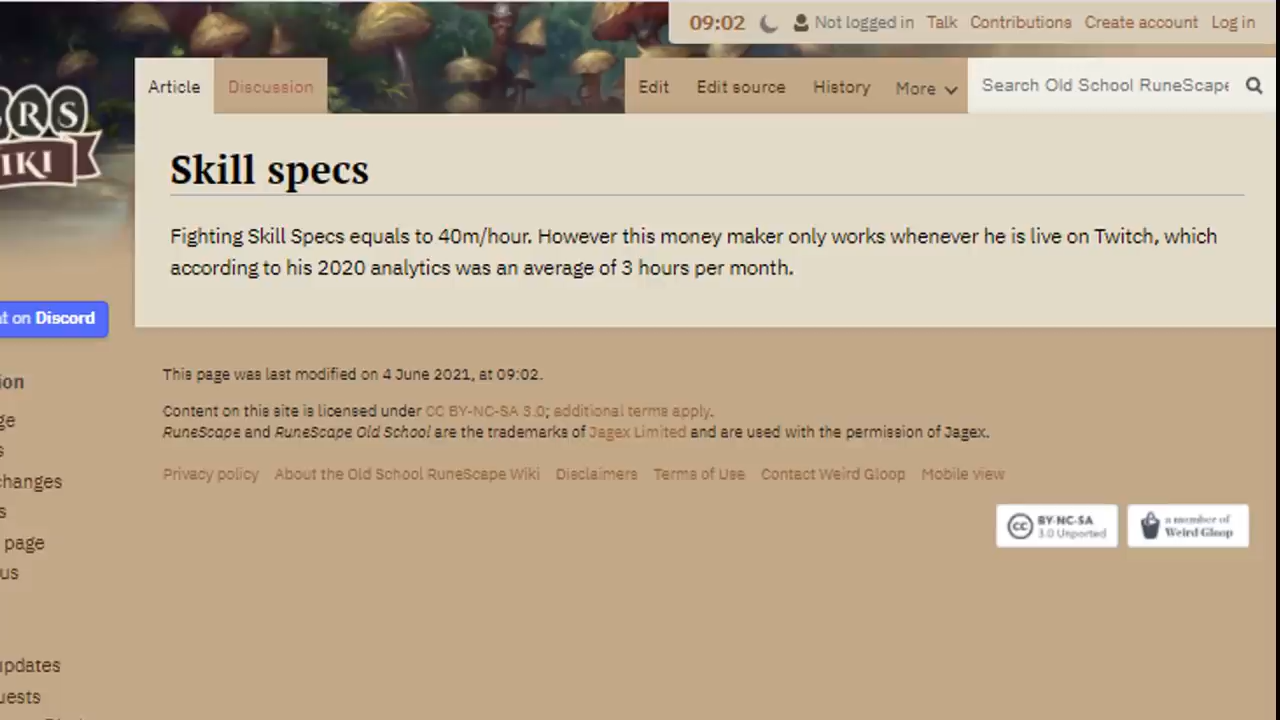 09:02 Not logged in Talk Contributions Create account Log in
Article Discussion Edit Edit source History More Search Old School RuneScape
RS
IKI
Skill specs
Fighting Skill Specs equals to 40m/hour. However this money maker only works whenever he is live on Twitch, which
according to his 2020 analytics was an average of 3 hours per month.
on Discord
This page was last modified on 4 June 2021, at 09:02.
Content on this site is licensed under CC BY-NC-SA 3.0; additional terms apply.
RuneScape and RuneScape Old School are the trademarks of Jagex Limited and are used with the permission of Jagex.
changes
Privacy policy About the Old School RuneScape Wiki Disclaimers Terms of Use Contact Weird Gloop Mobile view
cc BY-NC-SA 3.0 Unported
a member of Weird Gloop
page
us
updates
uests